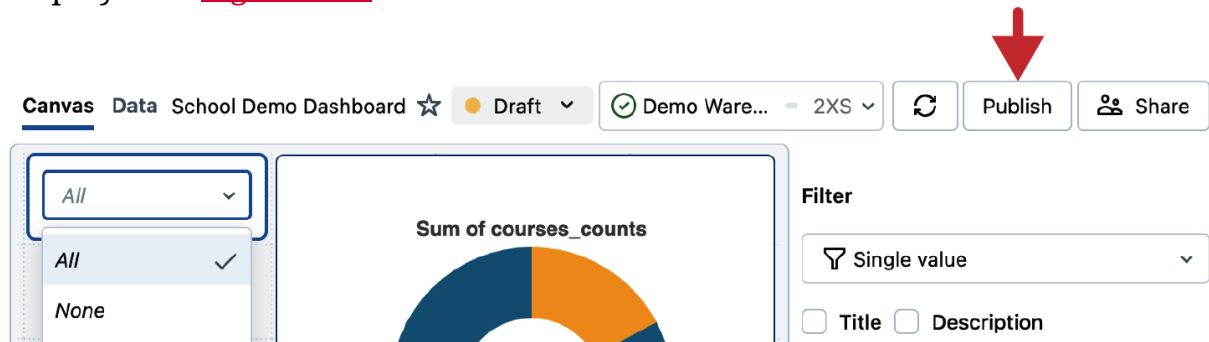 Canvas Data School Demo Dashboard Draft Demo Ware... 2XS Publish Share
All
Filter
Sum of courses_counts
All
Single value
None
Title Description